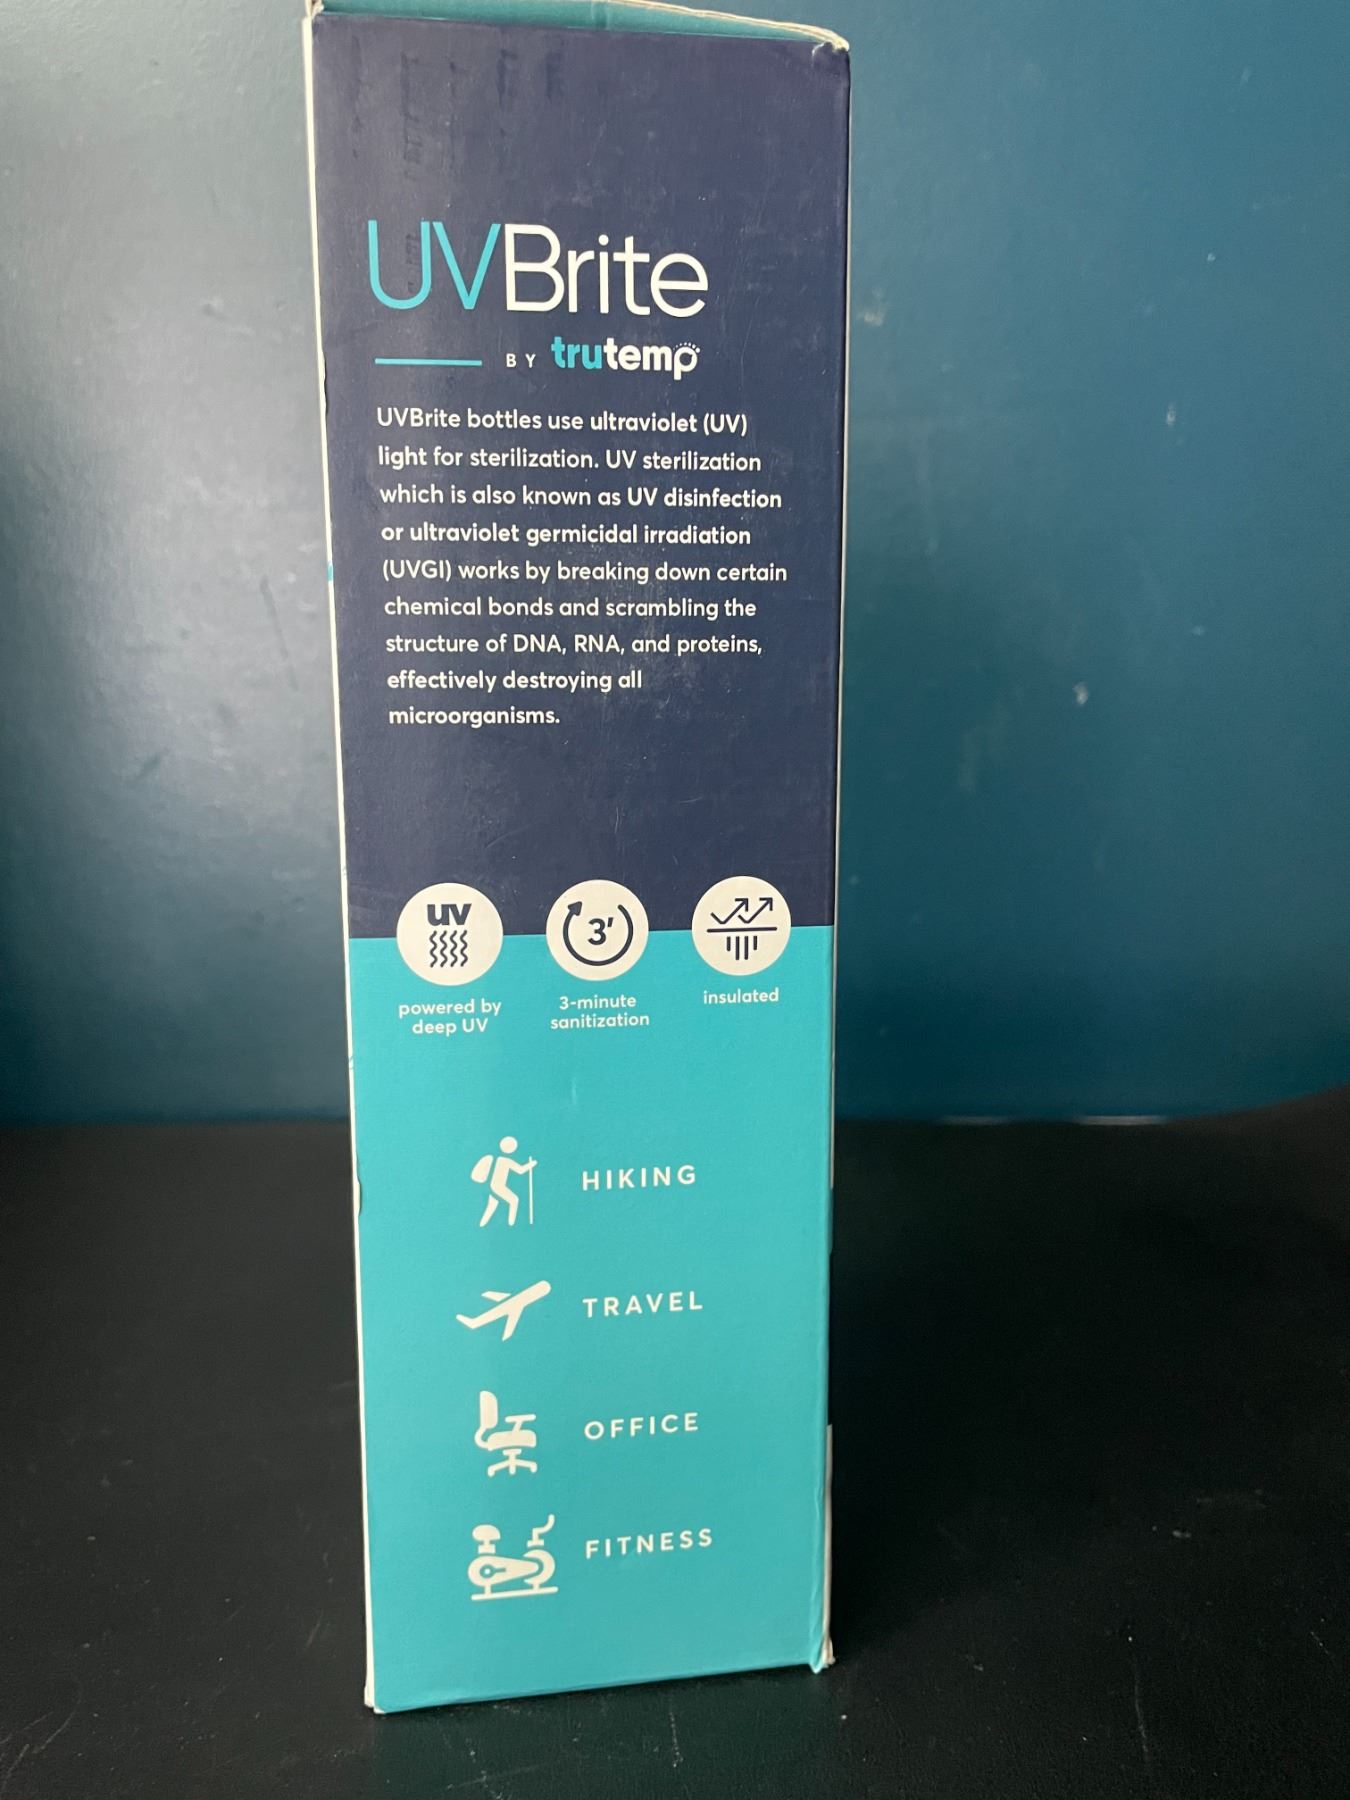 UVBrite
BY trutemp
UVBrite bottles use ultraviolet (UV)
light for sterilization. UV sterilization
which is also known as UV disinfection
or ultraviolet germicidal irradiation
(UVGI) works by breaking down certain
chemical bonds and scrambling the
structure of DNA, RNA, and proteins,
effectively destroying all
microorganisms.
UV
3'
powered by
deep UV
3-minute
sanitization
insulated
HIKING
TRAVEL
OFFICE
FITNESS